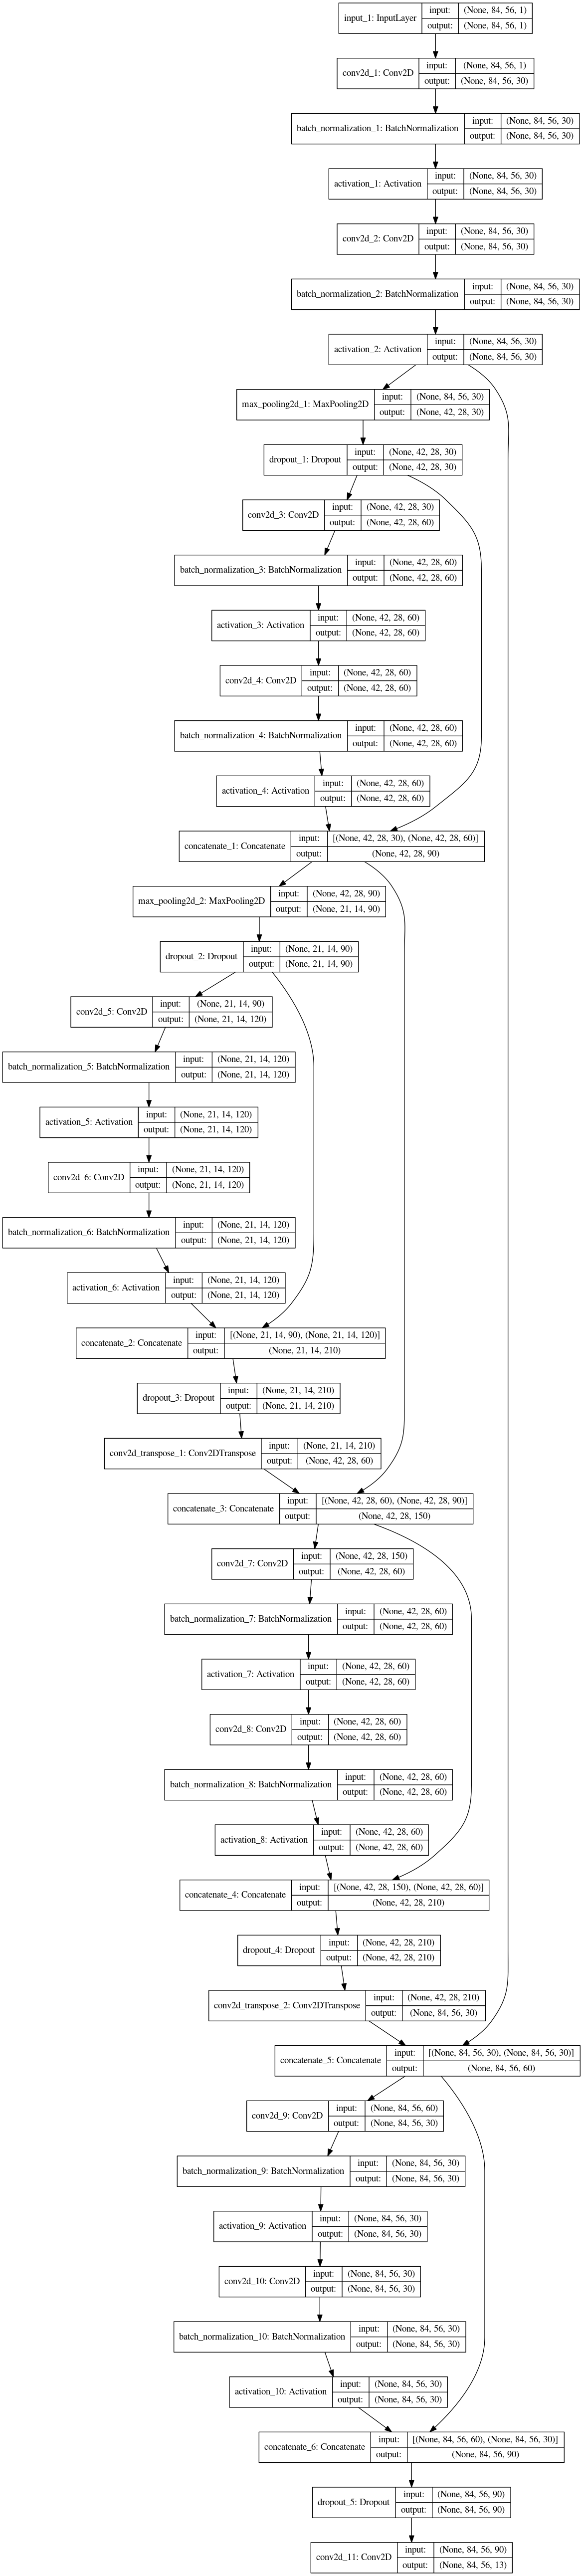 input_1: InputLayer
input: (None, 84, 56, 1)
output: (None, 84, 56, 1)
conv2d_1: Conv2D
input: (None, 84, 56, 1)
output: (None, 84, 56, 30)
batch_normalization_1: BatchNormalization
input: (None, 84, 56, 30)
output: (None, 84, 56, 30)
activation_1: Activation
input: (None, 84, 56, 30)
output: (None, 84, 56, 30)
conv2d_2: Conv2D
input: (None, 84, 56, 30)
output: (None, 84, 56, 30)
batch_normalization_2: BatchNormalization
input: (None, 84, 56, 30)
output: (None, 84, 56, 30)
activation_2: Activation
input: (None, 84, 56, 30)
output: (None, 84, 56, 30)
max_pooling2d_1: MaxPooling2D
input: (None, 84, 56, 30)
output: (None, 42, 28, 30)
dropout_1: Dropout
input: (None, 42, 28, 30)
output: (None, 42, 28, 30)
conv2d_3: Conv2D
input: (None, 42, 28, 30)
output: (None, 42, 28, 60)
batch_normalization_3: BatchNormalization
input: (None, 42, 28, 60)
output: (None, 42, 28, 60)
activation_3: Activation
input: (None, 42, 28, 60)
output: (None, 42, 28, 60)
conv2d_4: Conv2D
input: (None, 42, 28, 60)
output: (None, 42, 28, 60)
batch_normalization_4: BatchNormalization
input: (None, 42, 28, 60)
output: (None, 42, 28, 60)
activation_4: Activation
input: (None, 42, 28, 60)
output: (None, 42, 28, 60)
concatenate_1: Concatenate
input: [(None, 42, 28, 30), (None, 42, 28, 60)]
output: (None, 42, 28, 90)
max_pooling2d_2: MaxPooling2D
input: (None, 42, 28, 90)
output: (None, 21, 14, 90)
dropout_2: Dropout
input: (None, 21, 14, 90)
output: (None, 21, 14, 90)
conv2d_5: Conv2D
input: (None, 21, 14, 90)
output: (None, 21, 14, 120)
batch_normalization_5: BatchNormalization
input: (None, 21, 14, 120)
output: (None, 21, 14, 120)
activation_5: Activation
input: (None, 21, 14, 120)
output: (None, 21, 14, 120)
conv2d_6: Conv2D
input: (None, 21, 14, 120)
output: (None, 21, 14, 120)
batch_normalization_6: BatchNormalization
input: (None, 21, 14, 120)
output: (None, 21, 14, 120)
activation_6: Activation
input: (None, 21, 14, 120)
output: (None, 21, 14, 120)
concatenate_2: Concatenate
input: [(None, 21, 14, 90), (None, 21, 14, 120)]
output: (None, 21, 14, 210)
dropout_3: Dropout
input: (None, 21, 14, 210)
output: (None, 21, 14, 210)
conv2d_transpose_1: Conv2DTranspose
input: (None, 21, 14, 210)
output: (None, 42, 28, 60)
concatenate_3: Concatenate
input: [(None, 42, 28, 60), (None, 42, 28, 90)]
output: (None, 42, 28, 150)
conv2d_7: Conv2D
input: (None, 42, 28, 150)
output: (None, 42, 28, 60)
batch_normalization_7: BatchNormalization
input: (None, 42, 28, 60)
output: (None, 42, 28, 60)
activation_7: Activation
input: (None, 42, 28, 60)
output: (None, 42, 28, 60)
conv2d_8: Conv2D
input: (None, 42, 28, 60)
output: (None, 42, 28, 60)
batch_normalization_8: BatchNormalization
input: (None, 42, 28, 60)
output: (None, 42, 28, 60)
activation_8: Activation
input: (None, 42, 28, 60)
output: (None, 42, 28, 60)
concatenate_4: Concatenate
input: [(None, 42, 28, 150), (None, 42, 28, 60)]
output: (None, 42, 28, 210)
dropout_4: Dropout
input: (None, 42, 28, 210)
output: (None, 42, 28, 210)
conv2d_transpose_2: Conv2DTranspose
input: (None, 42, 28, 210)
output: (None, 84, 56, 30)
concatenate_5: Concatenate
input: [(None, 84, 56, 30), (None, 84, 56, 30)]
output: (None, 84, 56, 60)
conv2d_9: Conv2D
input: (None, 84, 56, 60)
output: (None, 84, 56, 30)
batch_normalization_9: BatchNormalization
input: (None, 84, 56, 30)
output: (None, 84, 56, 30)
activation_9: Activation
input: (None, 84, 56, 30)
output: (None, 84, 56, 30)
conv2d_10: Conv2D
input: (None, 84, 56, 30)
output: (None, 84, 56, 30)
batch_normalization_10: BatchNormalization
input: (None, 84, 56, 30)
output: (None, 84, 56, 30)
activation_10: Activation
input: (None, 84, 56, 30)
output: (None, 84, 56, 30)
concatenate_6: Concatenate
input: [(None, 84, 56, 60), (None, 84, 56, 30)]
output: (None, 84, 56, 90)
dropout_5: Dropout
input: (None, 84, 56, 90)
output: (None, 84, 56, 90)
conv2d_11: Conv2D
input: (None, 84, 56, 90)
output: (None, 84, 56, 13)